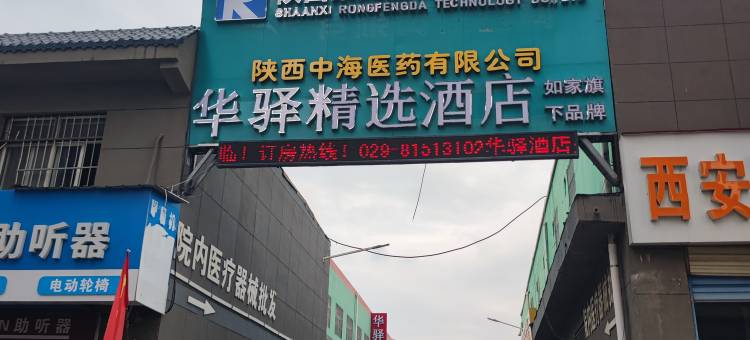 SHAANXI RONGFENGDA TECHNOLOGY
陕西中海医药有限公司
华驿精选酒店
如家旗
下品牌
临！订房热线！029-81513102华驿酒店
西安
助听器
电动轮椅
助听器
院内医疗器械批发
华驿